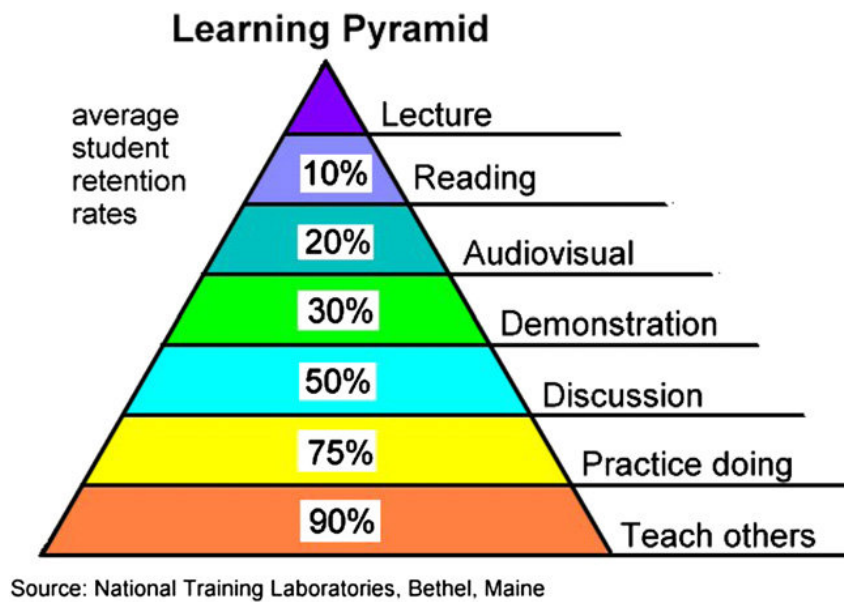 Learning Pyramid
average
student
retention
rates
Lecture
10% Reading
20% Audiovisual
30% Demonstration
50% Discussion
75% Practice doing
90% Teach others
Source: National Training Laboratories, Bethel, Maine